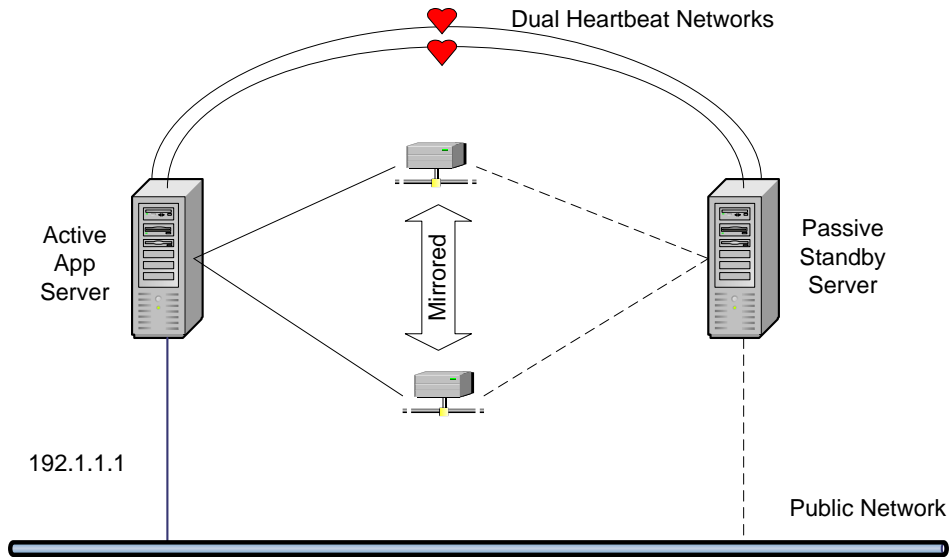 Dual Heartbeat Networks
Active
App
Server
Mirrored
Passive
Standby
Server
192.1.1.1
Public Network